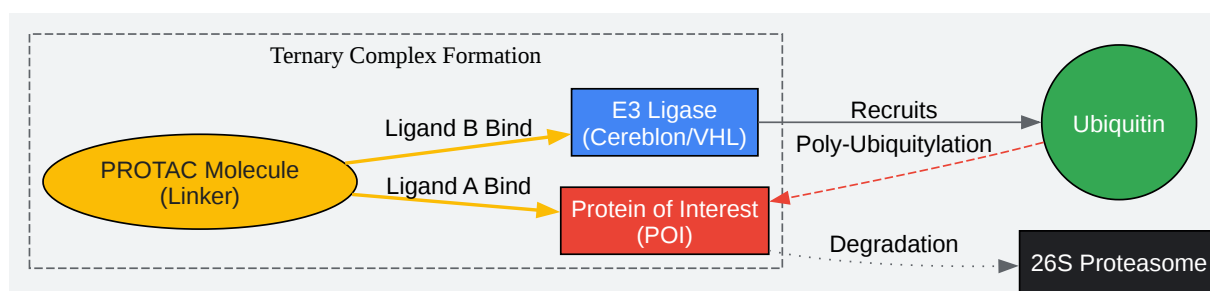 Ternary Complex Formation
PROTAC Molecule
(Linker)
Ligand B Bind
Ligand A Bind
E3 Ligase
(Cereblon/VHL)
Protein of Interest
(POI)
Recruits
Poly-Ubiquitylation
Degradation
Ubiquitin
26S Proteasome